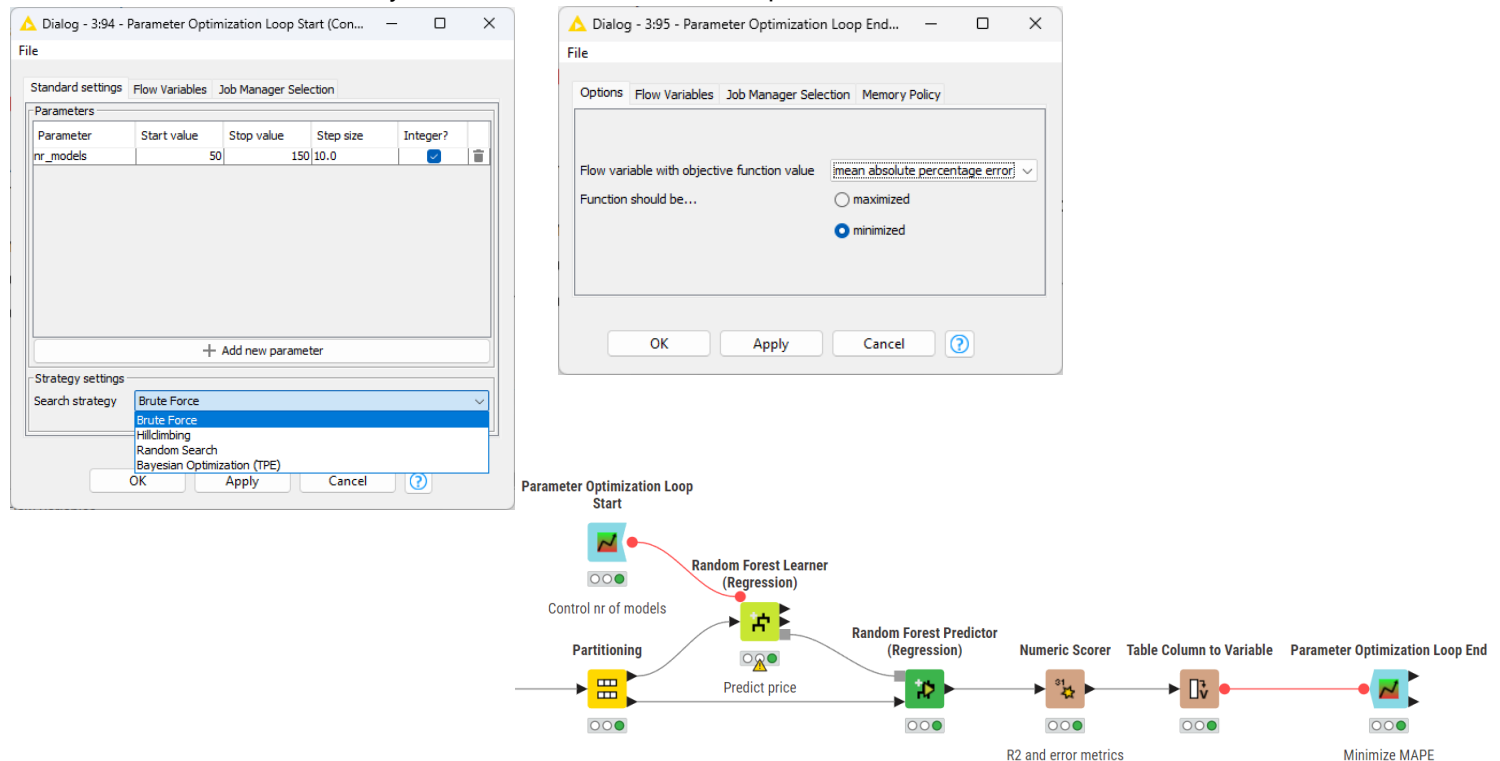 Dialog - 3:94 - Parameter Optimization Loop Start (Con...
File
Standard settings Flow Variables Job Manager Selection
Parameters
Parameter Start value Stop value Step size Integer?
nr_models 50 150 10.0
Add new parameter
Strategy settings
Search strategy Brute Force
Brute Force
Hillclimbing
Random Search
Bayesian Optimization (TPE)
OK Apply Cancel ?
Dialog - 3:95 - Parameter Optimization Loop End...
File
Options Flow Variables Job Manager Selection Memory Policy
Flow variable with objective function value mean absolute percentage error
Function should be... maximized
minimized
OK Apply Cancel ?
Parameter Optimization Loop
Start
Control nr of models
Random Forest Learner
(Regression)
Predict price
Partitioning
Random Forest Predictor
(Regression)
Numeric Scorer
31
R2 and error metrics
Table Column to Variable
V
Parameter Optimization Loop End
Minimize MAPE